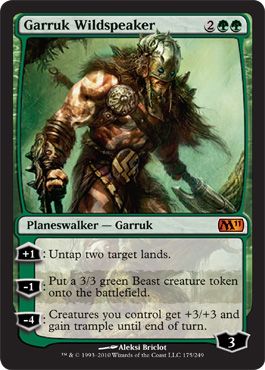 Garruk Wildspeaker 2
Planeswalker — Garruk M11
+1: Untap two target lands.
-1: Put a 3/3 green Beast creature token
onto the battlefield.
-4: Creatures you control get +3/+3 and
gain trample until end of turn.
3
Aleksi Briclot
™ & © 1993–2010 Wizards of the Coast LLC 175/249